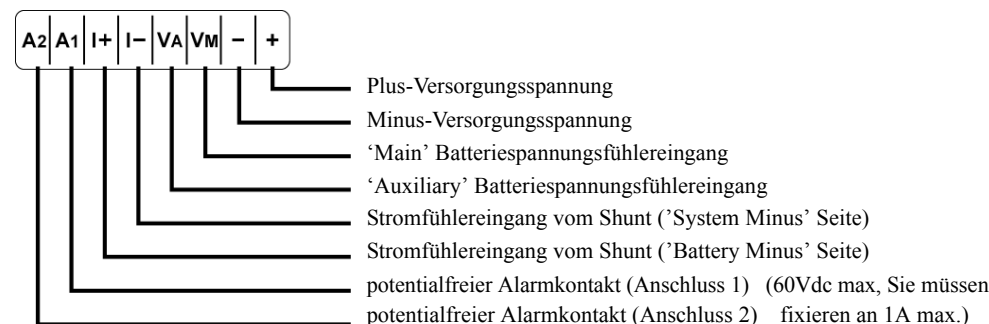 A2 A1 I+ I− VA VM − +
Plus-Versorgungsspannung
Minus-Versorgungsspannung
‘Main’ Batteriespannungsfühlereingang
‘Auxiliary’ Batteriespannungsfühlereingang
Stromfühlereingang vom Shunt (’System Minus’ Seite)
Stromfühlereingang vom Shunt (’Battery Minus’ Seite)
potentialfreier Alarmkontakt (Anschluss 1) (60Vdc max, Sie müssen
potentialfreier Alarmkontakt (Anschluss 2) fixieren an 1A max.)